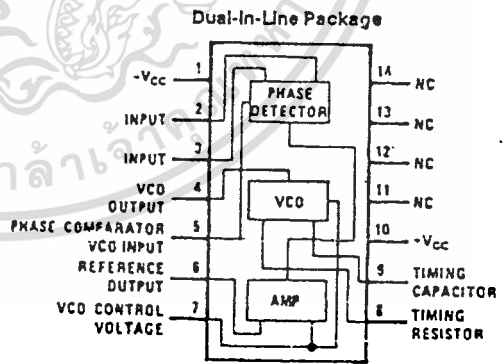 Dual-In-Line Package
-VCC 1
INPUT 2
INPUT 3
VCO
OUTPUT 4
PHASE COMPARATOR
VCO INPUT 5
REFERENCE
OUTPUT 6
VCO CONTROL
VOLTAGE 7
PHASE
DETECTOR
VCO
AMP
14 NC
13 NC
12 NC
11 NC
10 -VCC
9 TIMING
CAPACITOR
8 TIMING
RESISTOR